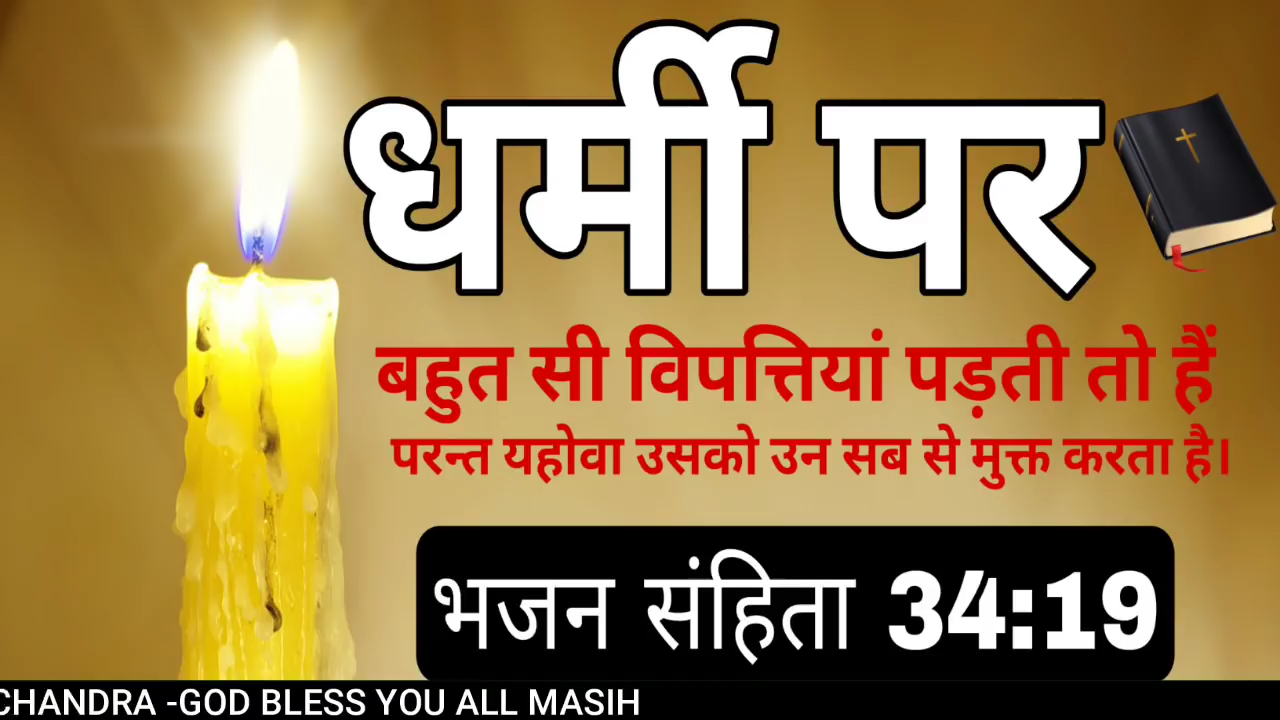 धर्मी पर
बहुत सी विपत्तियां पड़ती तो हैं
परन्त यहोवा उसको उन सब से मुक्त करता है।
भजन संहिता 34:19
CHANDRA -GOD BLESS YOU ALL MASIH